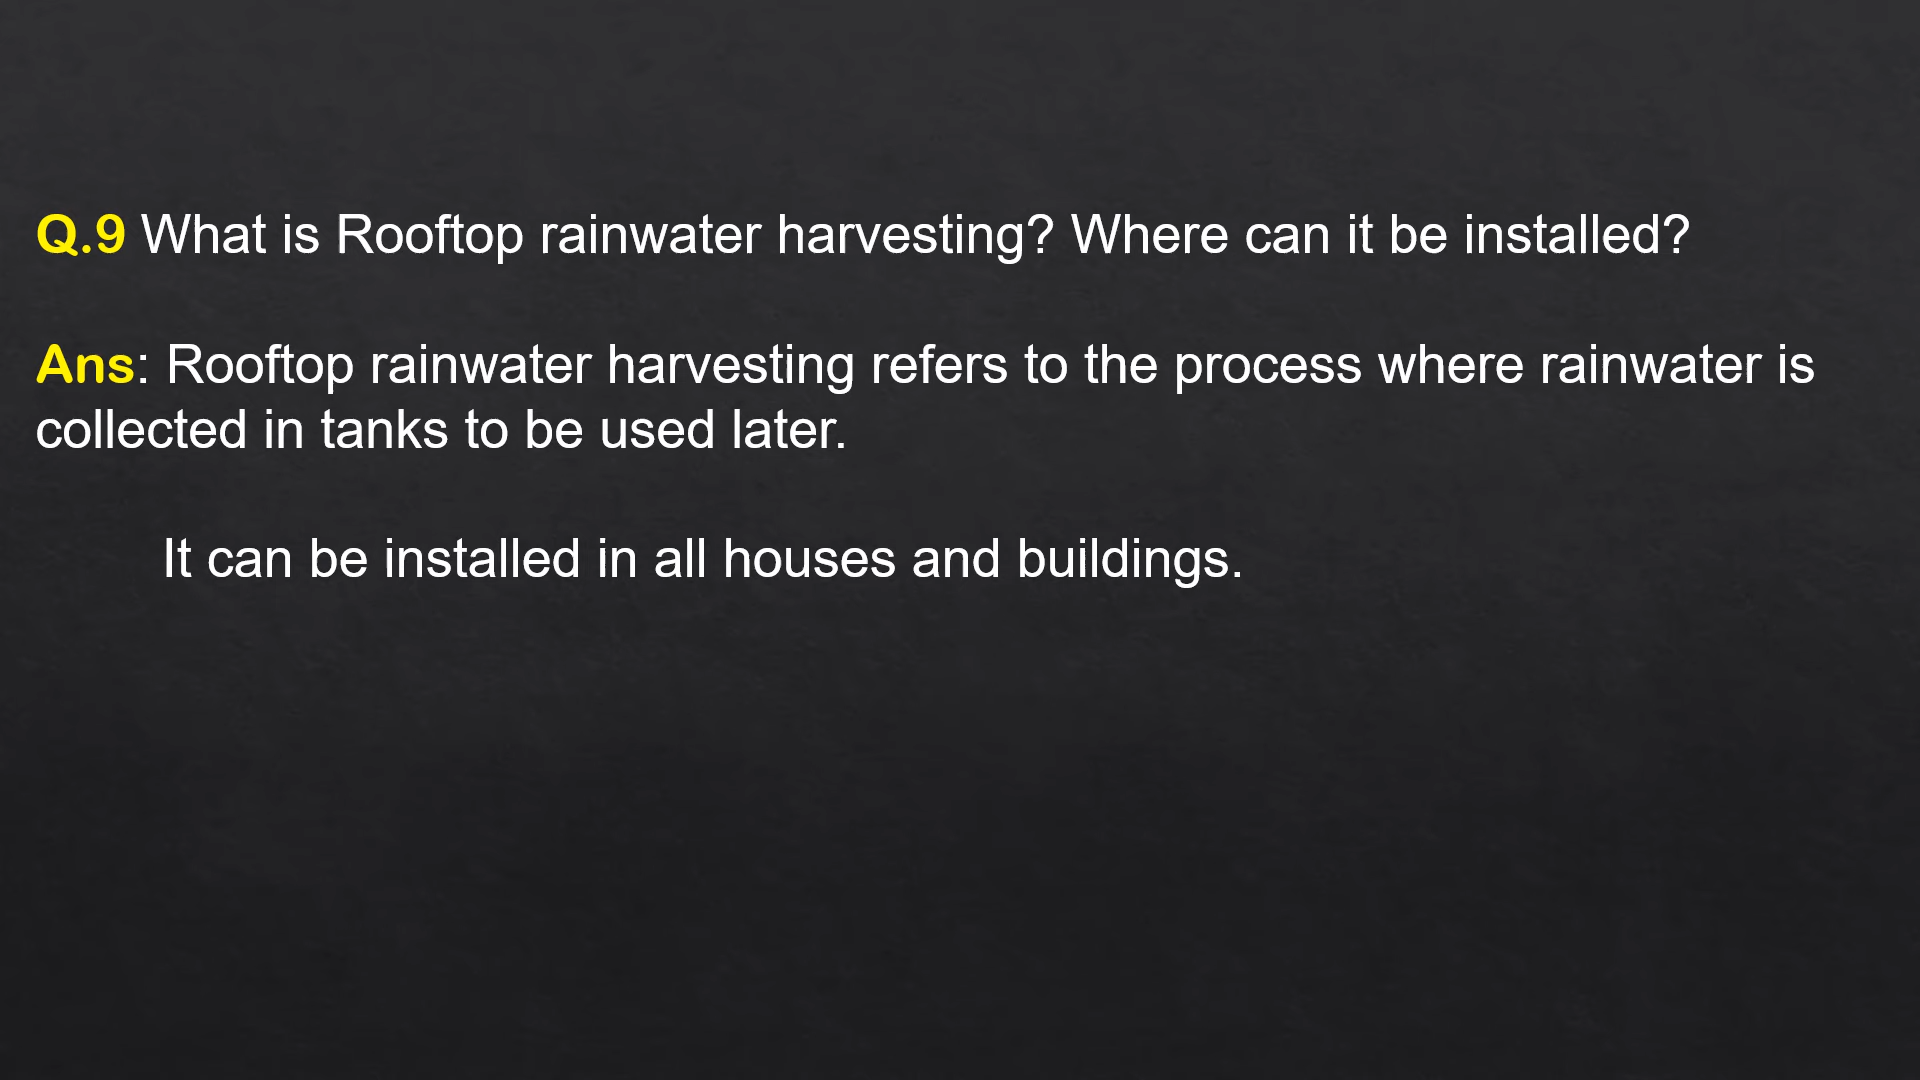 Q.9 What is Rooftop rainwater harvesting? Where can it be installed?
Ans: Rooftop rainwater harvesting refers to the process where rainwater is
collected in tanks to be used later.
It can be installed in all houses and buildings.